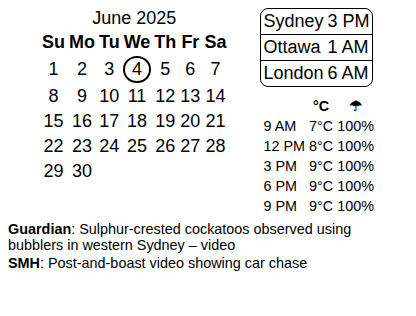 June 2025
Su Mo Tu We Th Fr Sa
1 2 3 4 5 6 7
8 9 10 11 12 13 14
15 16 17 18 19 20 21
22 23 24 25 26 27 28
29 30
Sydney 3 PM
Ottawa 1 AM
London 6 AM
°C ☂
9 AM 7°C 100%
12 PM 8°C 100%
3 PM 9°C 100%
6 PM 9°C 100%
9 PM 9°C 100%
Guardian: Sulphur-crested cockatoos observed using
bubblers in western Sydney – video
SMH: Post-and-boast video showing car chase